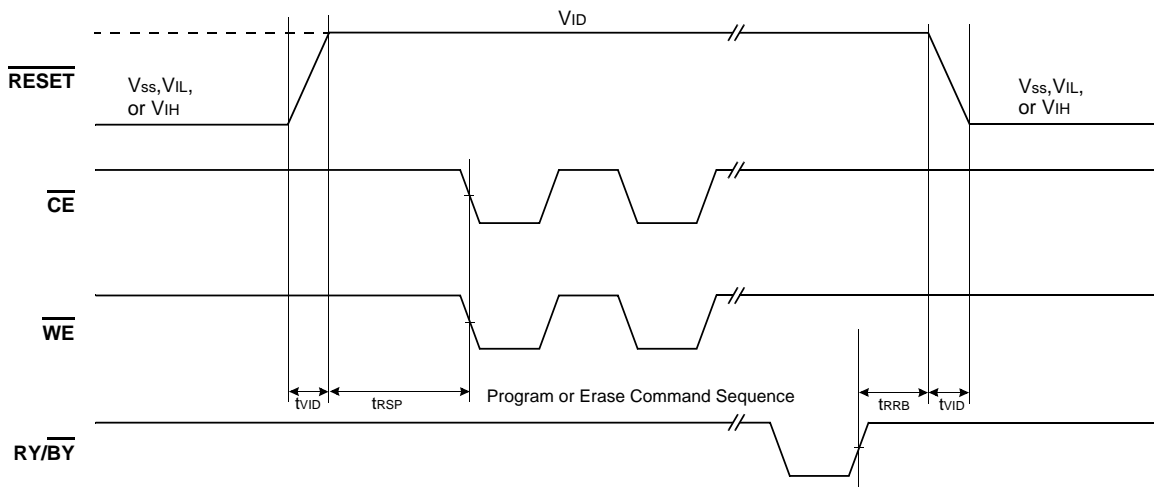 VID
RESET
Vss,VIL,
or VIH
Vss,VIL,
or VIH
CE
WE
tVID
tRSP
Program or Erase Command Sequence
tRRB
tVID
RY/BY